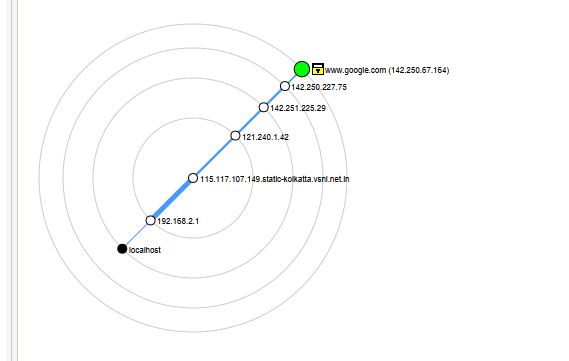 www.google.com (142.250.67.164)
142.250.227.75
142.251.225.29
121.240.1.42
115.117.107.149.static-kolkatta.vsnl.net.in
192.168.2.1
localhost